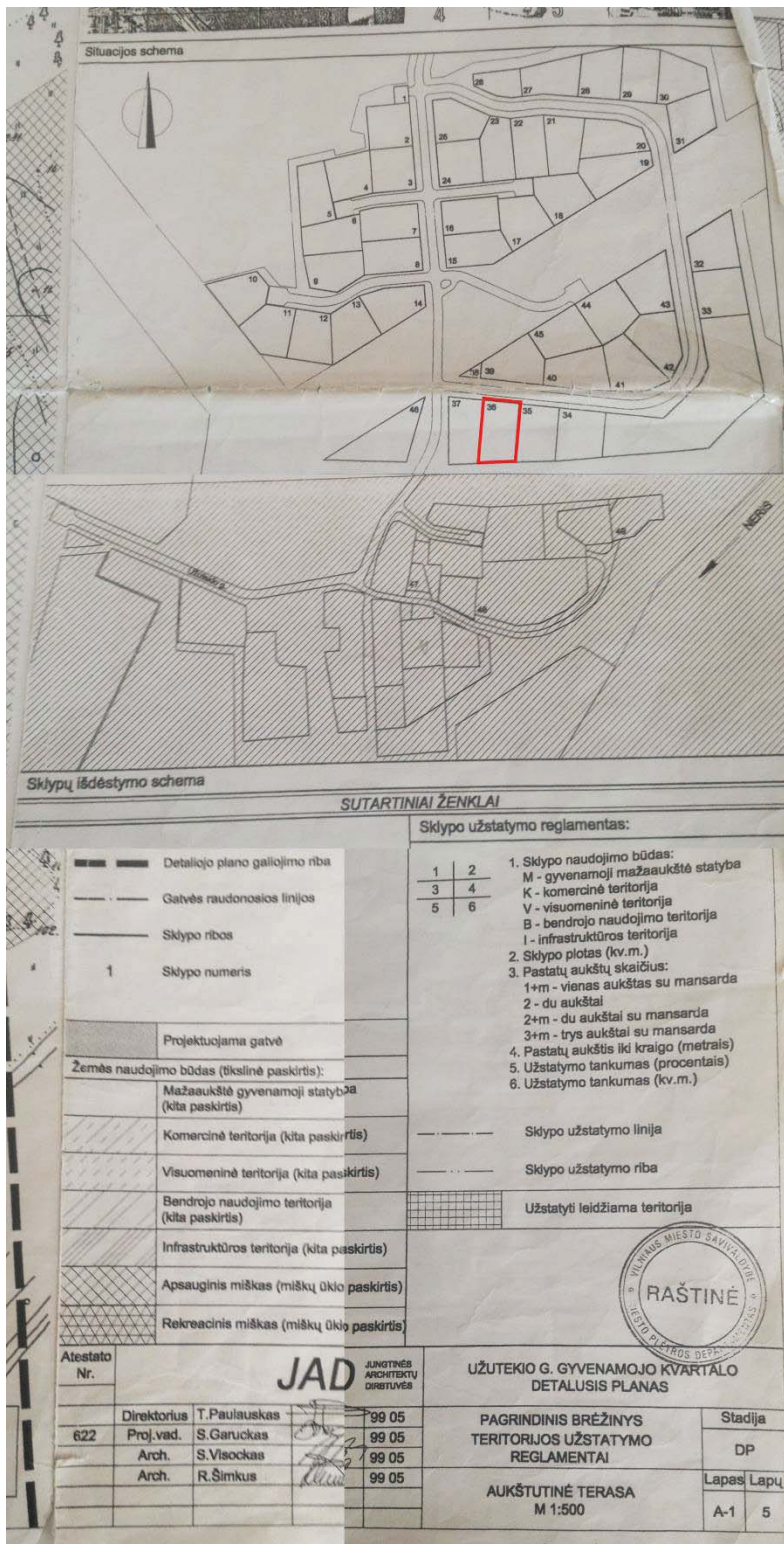 4
5
Situacijos schema
1
26
27
28
29
30
2
25
23
22
21
31
3
24
20
19
4
5
6
16
18
7
17
32
8
15
10
9
44
43
33
11
12
13
14
45
39
40
41
42
46
37
36
35
34
49
NERIS
Užutekio g.
47
48
Sklypų išdėstymo schema
SUTARTINIAI ŽENKLAI
Sklypo užstatymo reglamentas:
Detaliojo plano galiojimo riba
Gatvės raudonosios linijos
Sklypo ribos
1 Sklypo numeris
Projektuojama gatvė
Žemės naudojimo būdas (tikslinė paskirtis):
Mažaaukštė gyvenamoji statyba
(kita paskirtis)
Komercinė teritorija (kita paskirtis)
Visuomeninė teritorija (kita paskirtis)
Bendrojo naudojimo teritorija
(kita paskirtis)
Infrastruktūros teritorija (kita paskirtis)
Apsauginis miškas (miškų ūkio paskirtis)
Rekreacinis miškas (miškų ūkio paskirtis)
1 2
3 4
5 6
1. Sklypo naudojimo būdas:
M - gyvenamoji mažaaukštė statyba
K - komercinė teritorija
V - visuomeninė teritorija
B - bendrojo naudojimo teritorija
I - infrastruktūros teritorija
2. Sklypo plotas (kv.m.)
3. Pastatų aukštų skaičius:
1+m - vienas aukštas su mansarda
2 - du aukštai
2+m - du aukštai su mansarda
3+m - trys aukštai su mansarda
4. Pastatų aukštis iki kraigo (metrais)
5. Užstatymo tankumas (procentais)
6. Užstatymo tankumas (kv.m.)
Sklypo užstatymo linija
Sklypo užstatymo riba
Užstatyti leidžiama teritorija
VILNIAUS MIESTO SAVIVALDYBĖ
RAŠTINĖ
MIESTO PLĖTROS DEPARTAMENTAS
Atestato
Nr.
JAD
JUNGTINĖS
ARCHITEKTŲ
DIRBTUVĖS
UŽUTEKIO G. GYVENAMOJO KVARTALO
DETALUSIS PLANAS
Direktorius T.Paulauskas 99 05
622 Proj.vad. S.Garuckas 99 05
Arch. S.Visockas 99 05
Arch. R.Šimkus 99 05
PAGRINDINIS BRĖŽINYS
TERITORIJOS UŽSTATYMO
REGLAMENTAI
Stadija
DP
AUKŠTUTINĖ TERASA
M 1:500
Lapas Lapų
A-1 5